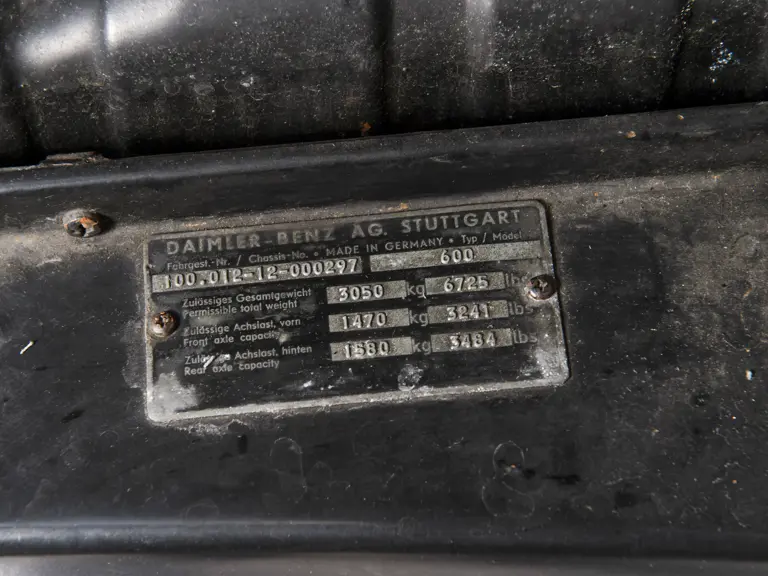 DAIMLER-BENZ AG. STUTTGART
Fahrgest.-Nr. / Chassis-No. • MADE IN GERMANY • Typ / Model
100.012-12-000297 600
Zulässiges Gesamtgewicht 3050 kg 6725 lbs
Permissible total weight
Zulässige Achslast, vorn 1470 kg 3241 lbs
Front axle capacity
Zulässige Achslast, hinten 1580 kg 3484 lbs
Rear axle capacity